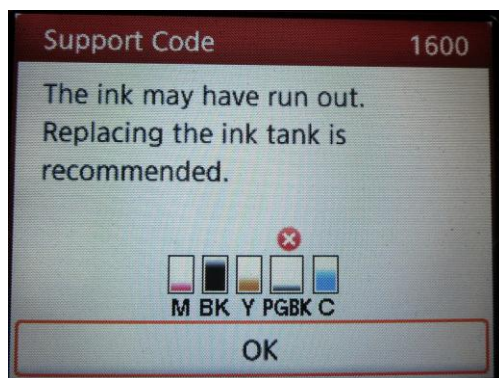 Support Code 1600
The ink may have run out.
Replacing the ink tank is
recommended.
M BK Y PGBK C
OK